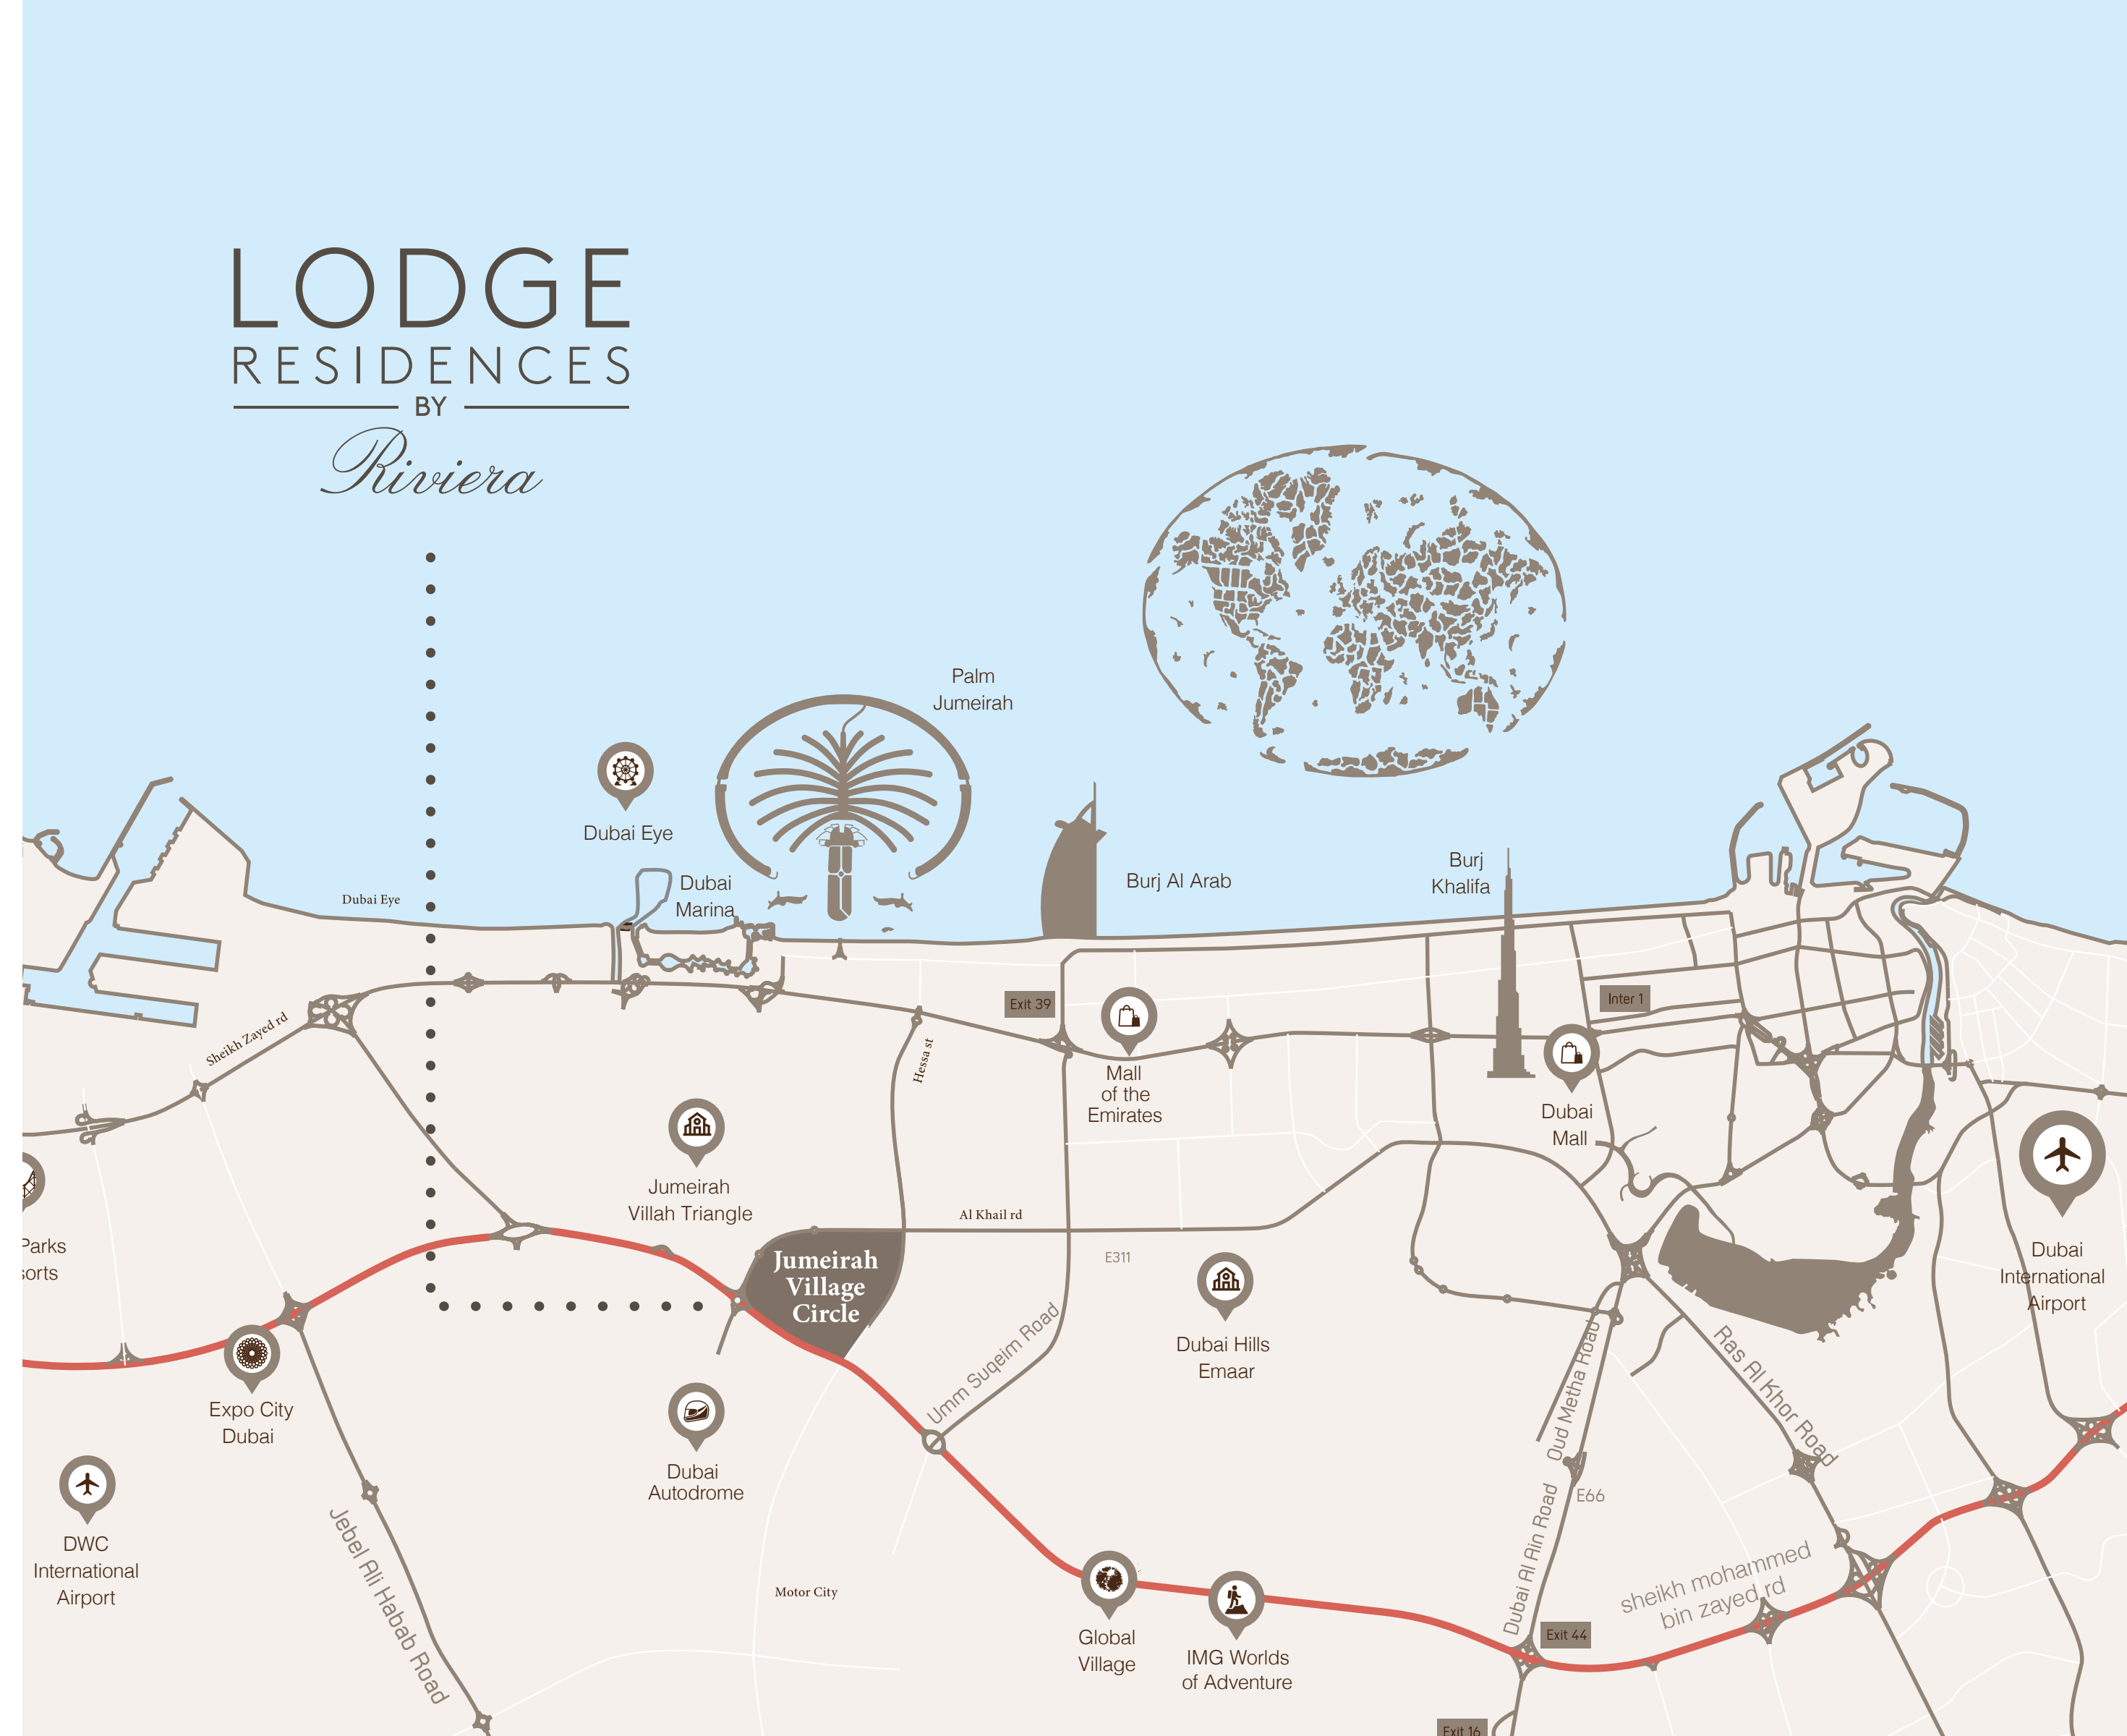 LODGE
RESIDENCES
BY
Riviera
Palm
Jumeirah
Dubai Eye
Dubai
Marina
Dubai Eye
Burj Al Arab
Burj
Khalifa
Sheikh Zayed rd
Hessa st
Exit 39
Inter 1
Mall
of the
Emirates
Dubai
Mall
Jumeirah
Villah Triangle
Al Khail rd
E311
Parks
sorts
Jumeirah
Village
Circle
Dubai
International
Airport
Dubai Hills
Emaar
Umm Suqeim Road
Oud Metha Road
Ras Al Khor Road
Expo City
Dubai
Dubai
Autodrome
E66
DWC
International
Airport
Jebel Ali Habab Road
Motor City
Dubai Al Ain Road
sheikh mohammed
bin zayed rd
Global
Village
IMG Worlds
of Adventure
Exit 44
Exit 16